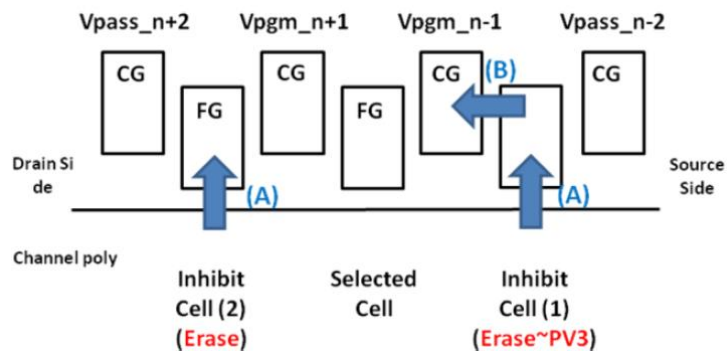 Vpass_n+2 Vpgm_n+1 Vpgm_n-1 Vpass_n-2
CG CG CG (B) CG
FG FG
Drain Si
de
Source
Side
(A) (A)
Channel poly
Inhibit
Cell (2)
(Erase)
Selected
Cell
Inhibit
Cell (1)
(Erase~PV3)